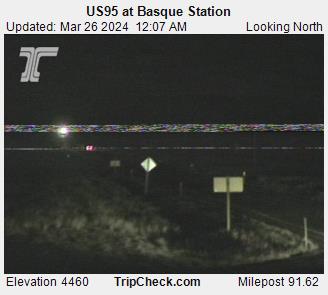 US95 at Basque Station
Updated: Mar 26 2024 12:07 AM Looking North
Elevation 4460 TripCheck.com Milepost 91.62